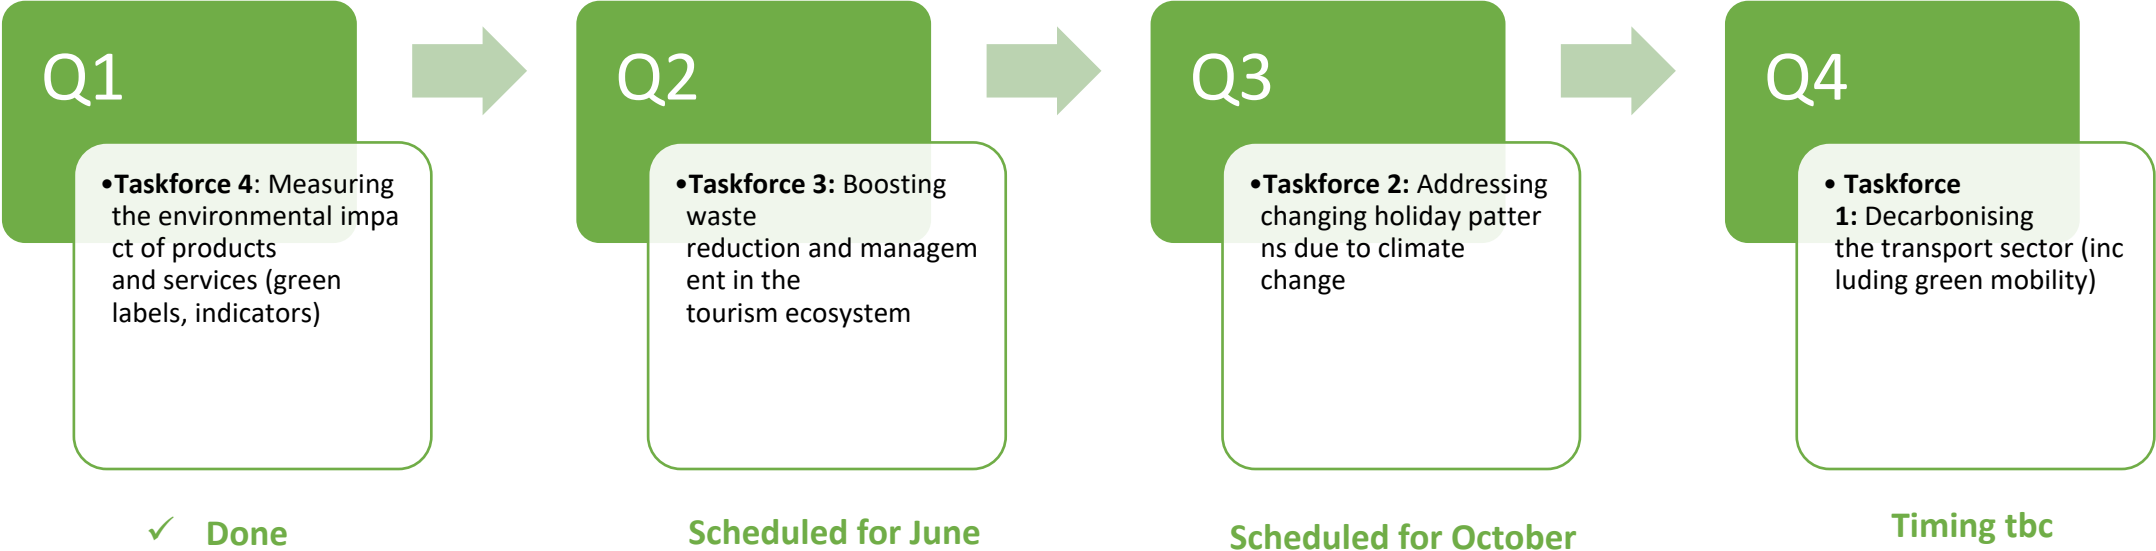 Q1
•Taskforce 4: Measuring
the environmental impa
ct of products
and services (green
labels, indicators)
✓ Done
Q2
•Taskforce 3: Boosting
waste
reduction and managem
ent in the
tourism ecosystem
Scheduled for June
Q3
•Taskforce 2: Addressing
changing holiday patter
ns due to climate
change
Scheduled for October
Q4
• Taskforce
1: Decarbonising
the transport sector (inc
luding green mobility)
Timing tbc